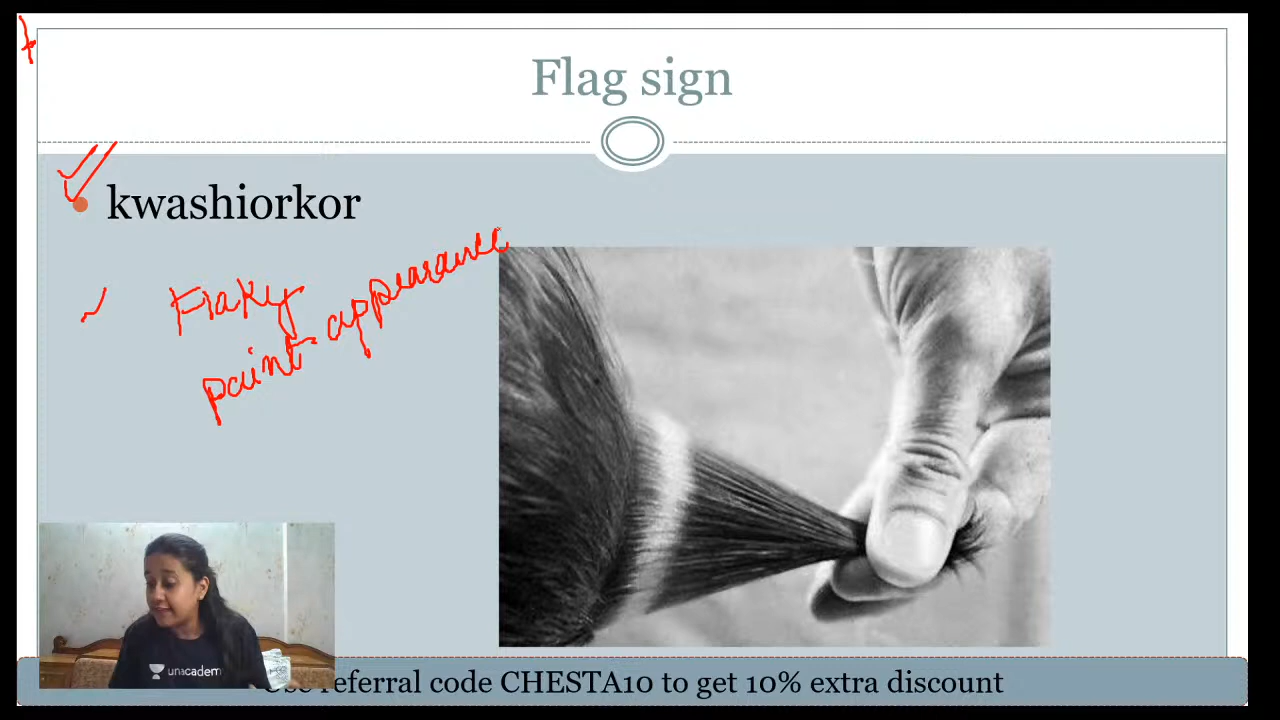 Flag sign
kwashiorkor
Flaky
paint-appearance
unacadem
referral code CHESTA10 to get 10% extra discount